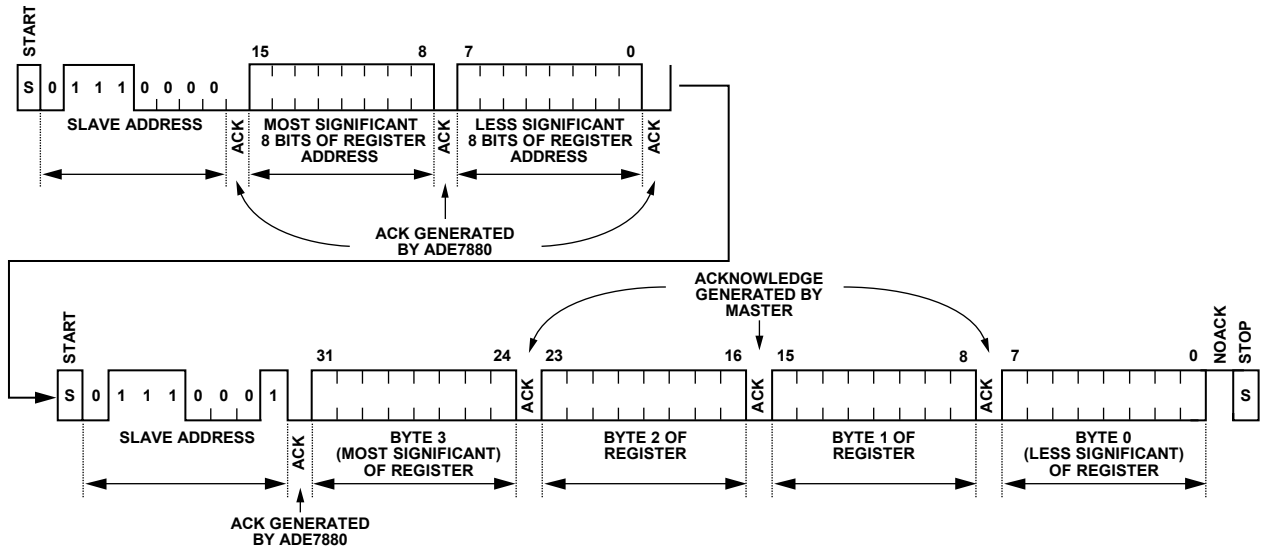 START
15 8 7 0
S 0 1 1 1 0 0 0 0
SLAVE ADDRESS
ACK
MOST SIGNIFICANT
8 BITS OF REGISTER
ADDRESS
ACK
LESS SIGNIFICANT
8 BITS OF REGISTER
ADDRESS
ACK
ACK GENERATED
BY ADE7880
ACKNOWLEDGE
GENERATED BY
MASTER
START
31 24 23 16 15 8 7 0
NOACK
STOP
S 0 1 1 1 0 0 0 1
ACK
ACK
ACK
S
SLAVE ADDRESS
ACK
BYTE 3
(MOST SIGNIFICANT)
OF REGISTER
BYTE 2 OF
REGISTER
BYTE 1 OF
REGISTER
BYTE 0
(LESS SIGNIFICANT)
OF REGISTER
ACK GENERATED
BY ADE7880